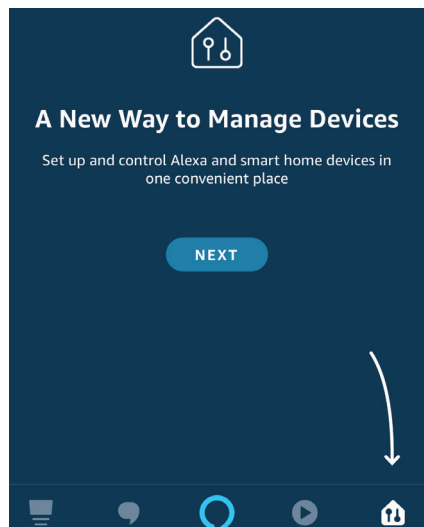 A New Way to Manage Devices
Set up and control Alexa and smart home devices in
one convenient place
NEXT